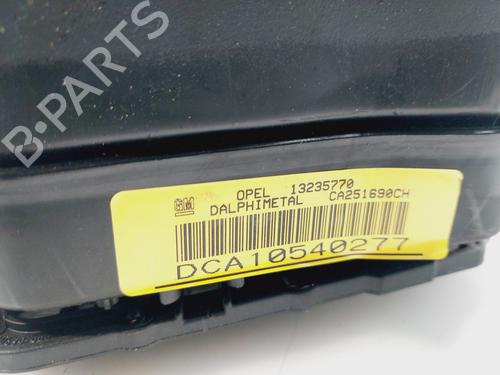 B-PARTS
GM OPEL 13235770
DALPHIMETAL CA251690CH
DCA10540277